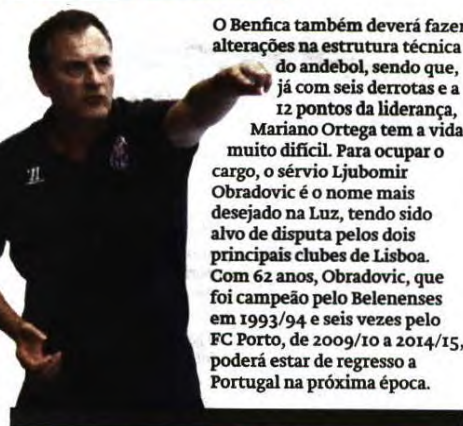 O Benfica também deverá fazer
alterações na estrutura técnica
do andebol, sendo que,
já com seis derrotas e a
12 pontos da liderança,
Mariano Ortega tem a vida
muito difícil. Para ocupar o
cargo, o sérvio Ljubomir
Obradovic é o nome mais
desejado na Luz, tendo sido
alvo de disputa pelos dois
principais clubes de Lisboa.
Com 62 anos, Obradovic, que
foi campeão pelo Belenenses
em 1993/94 e seis vezes pelo
FC Porto, de 2009/10 a 2014/15,
poderá estar de regresso a
Portugal na próxima época.